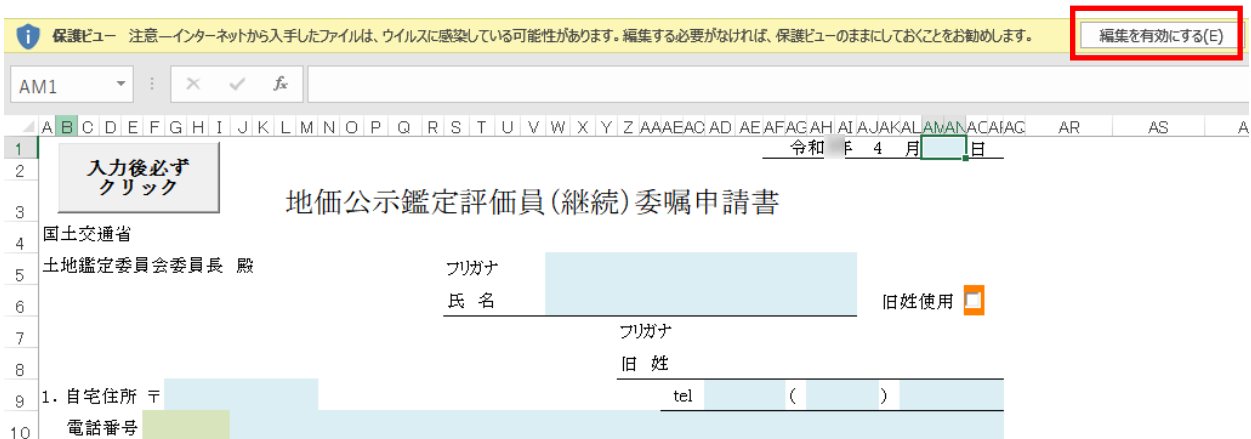 保護ビュー 注意―インターネットから入手したファイルは、ウイルスに感染している可能性があります。編集する必要がなければ、保護ビューのままにしておくことをお勧めします。 編集を有効にする(E)
AM1 fx
A B C D E F G H I J K L M N O P Q R S T U V W X Y Z AA AE AC AD AE AF AG AH AI AJ AK AL AM AN AO AQ AR AS A
1 令和 年 4 月 日
2 入力後必ず
クリック
3 地価公示鑑定評価員(継続)委嘱申請書
4 国土交通省
5 土地鑑定委員会委員長 殿 フリガナ
6 氏 名 旧姓使用
7 フリガナ
8 旧 姓
9 1. 自宅住所 〒 tel ( )
10 電話番号